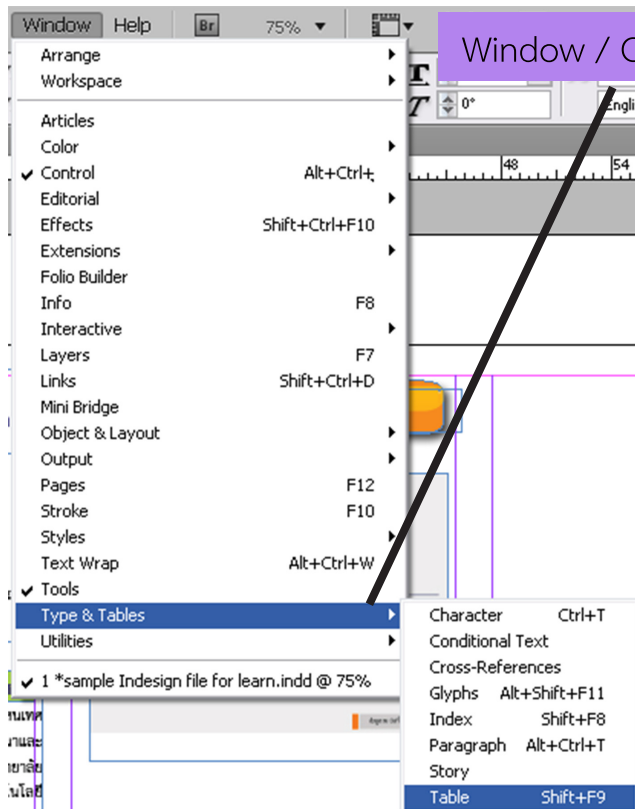 Window Help Br 75%
Window /
Arrange
Workspace
0°
Articles
Color
Control Alt+Ctrl+;
48 54
Editorial
Effects Shift+Ctrl+F10
Extensions
Folio Builder
Info F8
Interactive
Layers F7
Links Shift+Ctrl+D
Mini Bridge
Object & Layout
Output
Pages F12
Stroke F10
Styles
Text Wrap Alt+Ctrl+W
Tools
Type & Tables
Utilities
1 *sample Indesign file for learn.indd @ 75%
Character Ctrl+T
Conditional Text
Cross-References
Glyphs Alt+Shift+F11
Index Shift+F8
Paragraph Alt+Ctrl+T
Story
Table Shift+F9